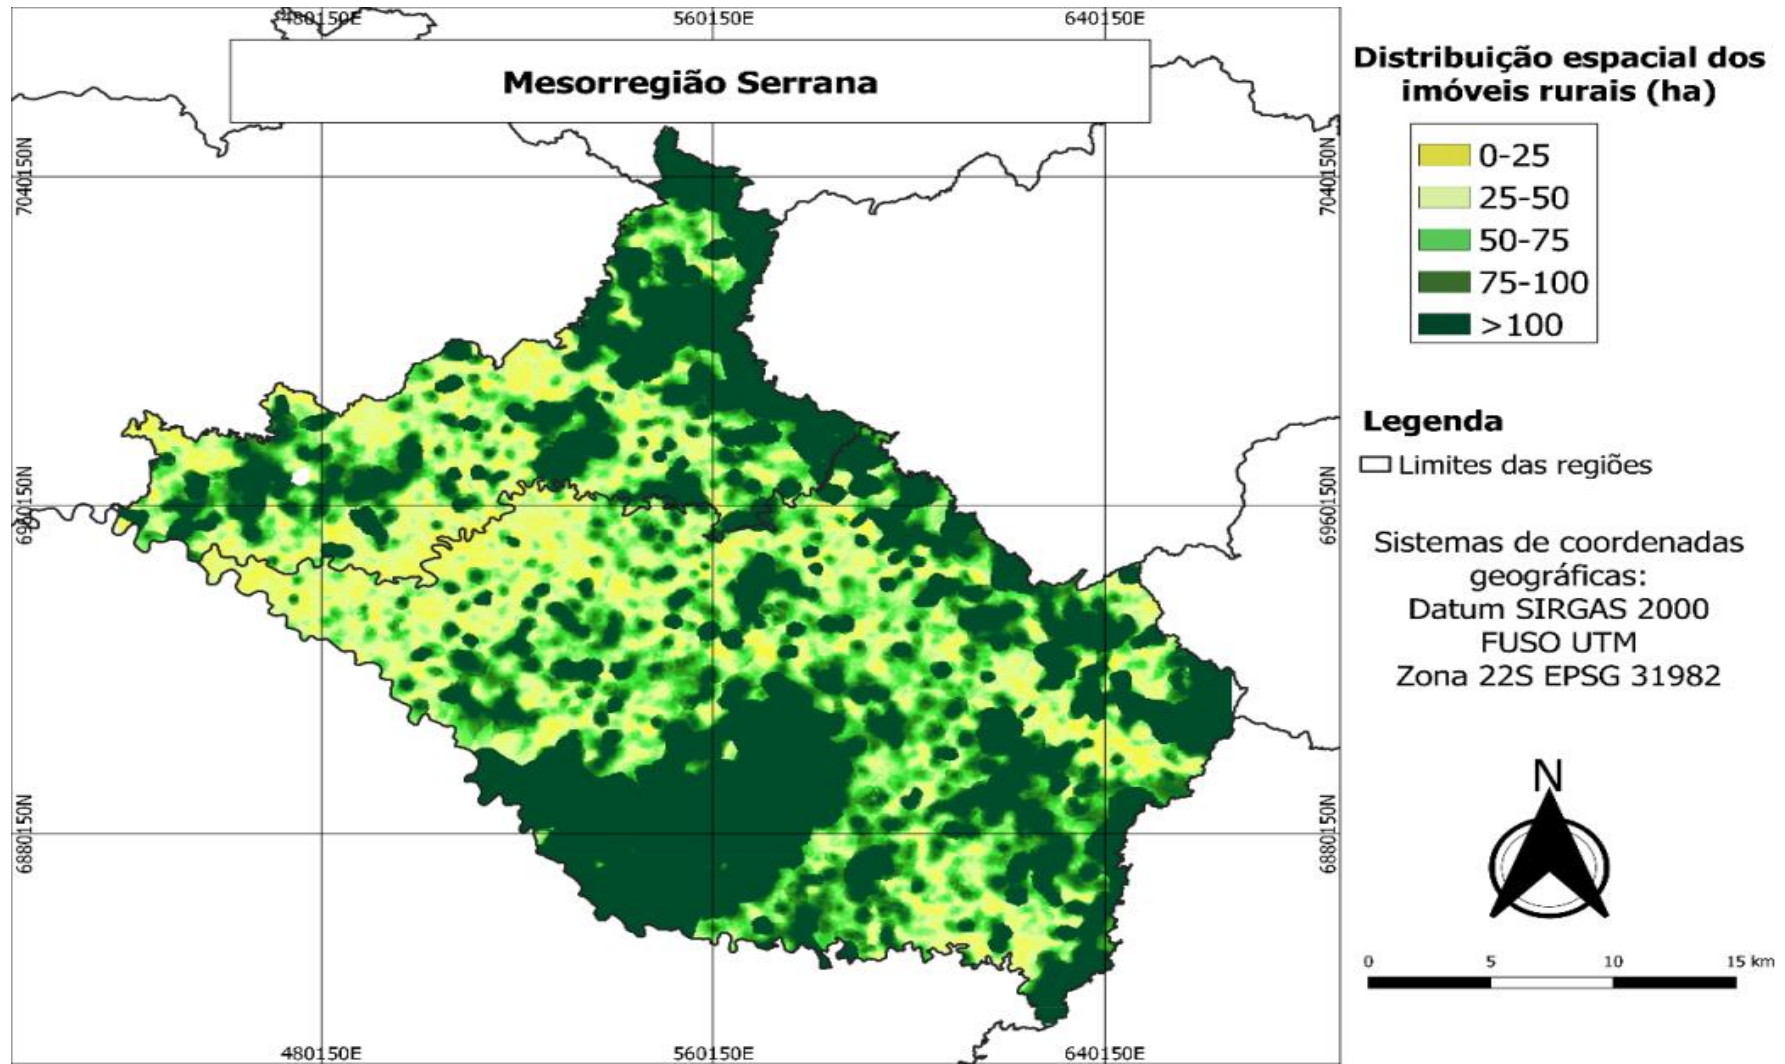 480150E
560150E
640150E
Mesorregião Serrana
7040150N
7040150N
6960150N
6960150N
6880150N
6880150N
480150E
560150E
640150E
Distribuição espacial dos
imóveis rurais (ha)
0-25
25-50
50-75
75-100
>100
Legenda
Limites das regiões
Sistemas de coordenadas
geográficas:
Datum SIRGAS 2000
FUSO UTM
Zona 22S EPSG 31982
N
0 5 10 15 km